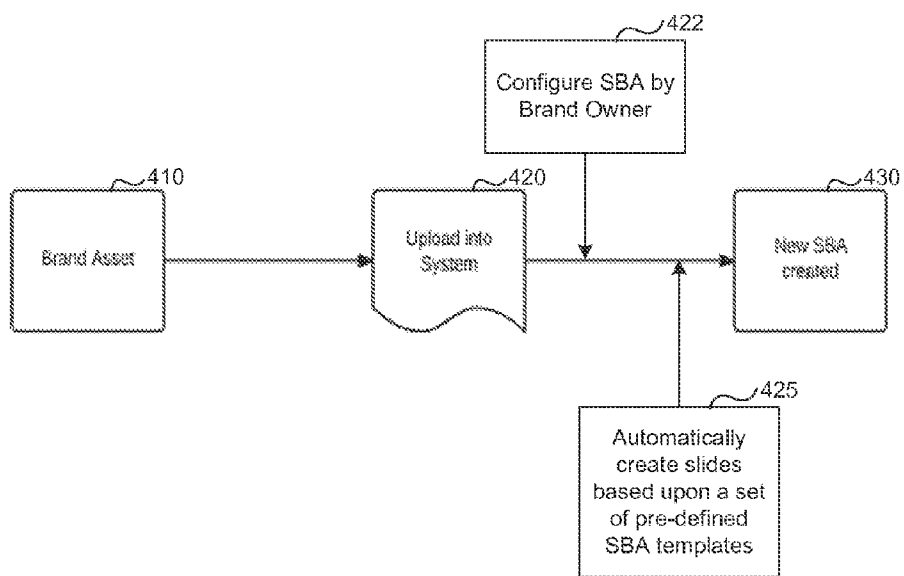 422
Configure SBA by
Brand Owner
410
Brand Asset
420
Upload into
System
430
New SBA
created
425
Automatically
create slides
based upon a set
of pre-defined
SBA templates